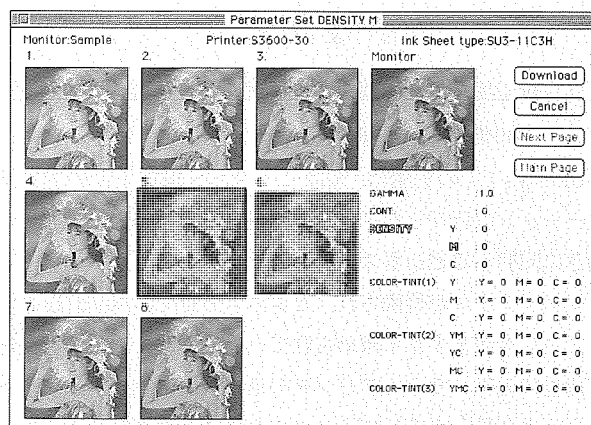 Parameter Set DENSITY M
Monitor:Sample Printer:S3600-30 Ink Sheet type:SU3-11C3H
1. 2. 3. Monitor
Download
Cancel
Next Page
Main Page
4. 5. 6.
GAMMA :1.0
CONT. : 0
DENSITY Y : 0
M : 0
C : 0
COLOR-TINT(1) Y :Y= 0 M= 0 C= 0
M :Y= 0 M= 0 C= 0
C :Y= 0 M= 0 C= 0
COLOR-TINT(2) YM :Y= 0 M= 0 C= 0
YC :Y= 0 M= 0 C= 0
MC :Y= 0 M= 0 C= 0
COLOR-TINT(3) YMC :Y= 0 M= 0 C= 0
7. 8.